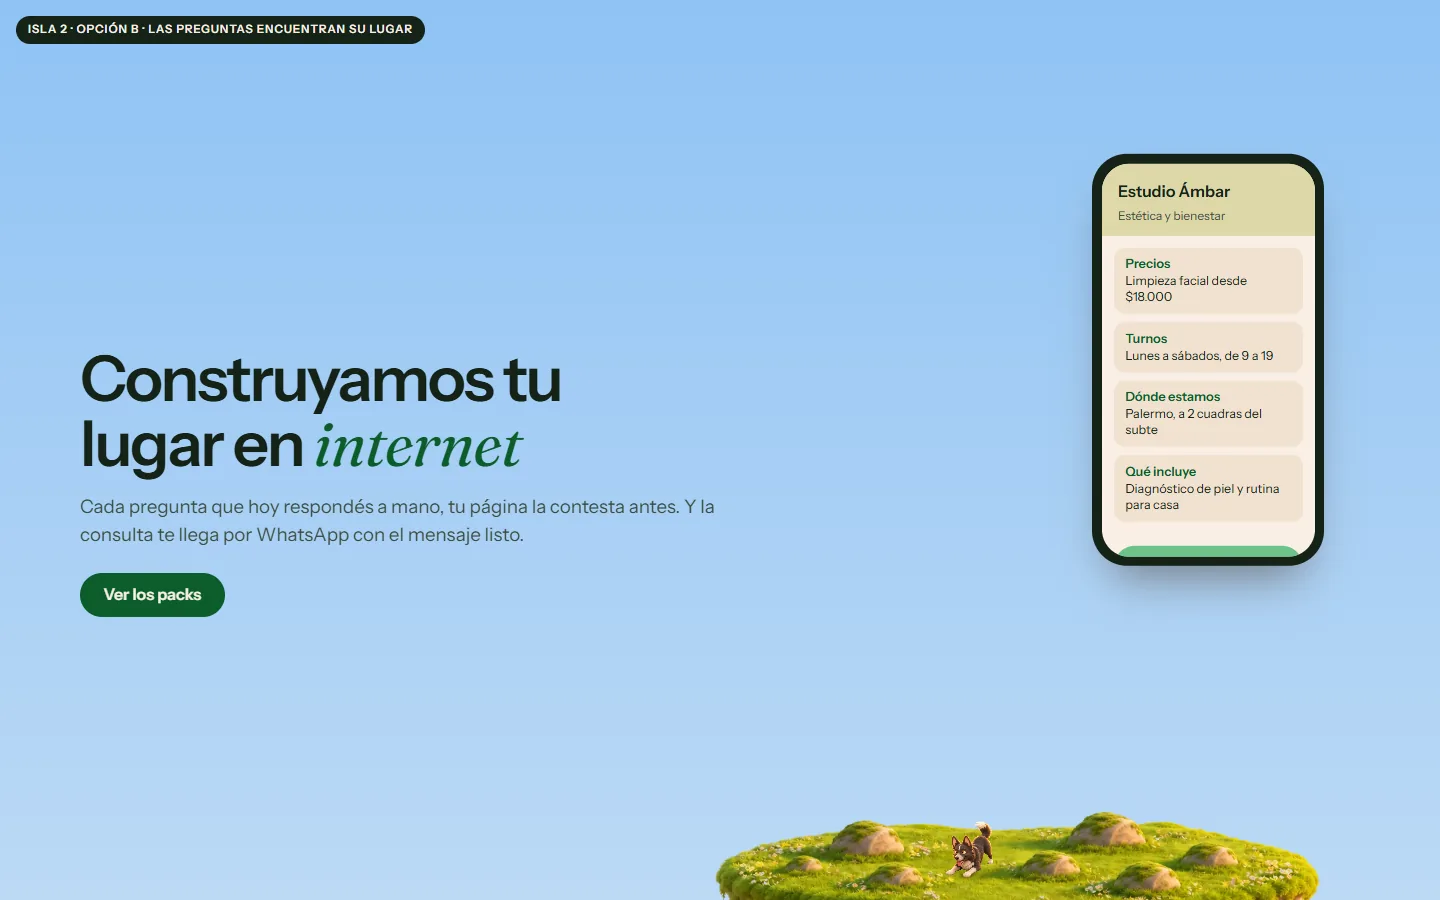 ISLA 2 · OPCIÓN B · LAS PREGUNTAS ENCUENTRAN SU LUGAR
Construyamos tu
lugar en internet
Cada pregunta que hoy respondés a mano, tu página la contesta antes. Y la
consulta te llega por WhatsApp con el mensaje listo.
Ver los packs
Estudio Ámbar
Estética y bienestar
Precios
Limpieza facial desde
$18.000
Turnos
Lunes a sábados, de 9 a 19
Dónde estamos
Palermo, a 2 cuadras del
subte
Qué incluye
Diagnóstico de piel y rutina
para casa